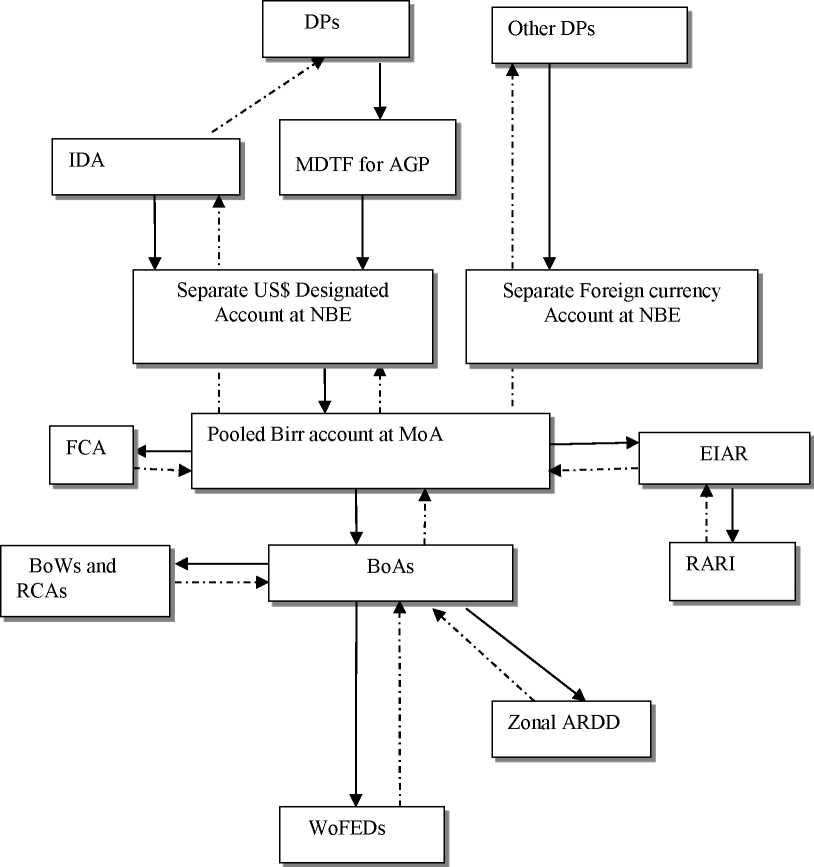 DPs
Other DPs
IDA
MDTF for AGP
Separate US$ Designated
Account at NBE
Separate Foreign currency
Account at NBE
FCA
Pooled Birr account at MoA
EIAR
BoWs and
RCAs
BoAs
RARI
Zonal ARDD
WoFEDs